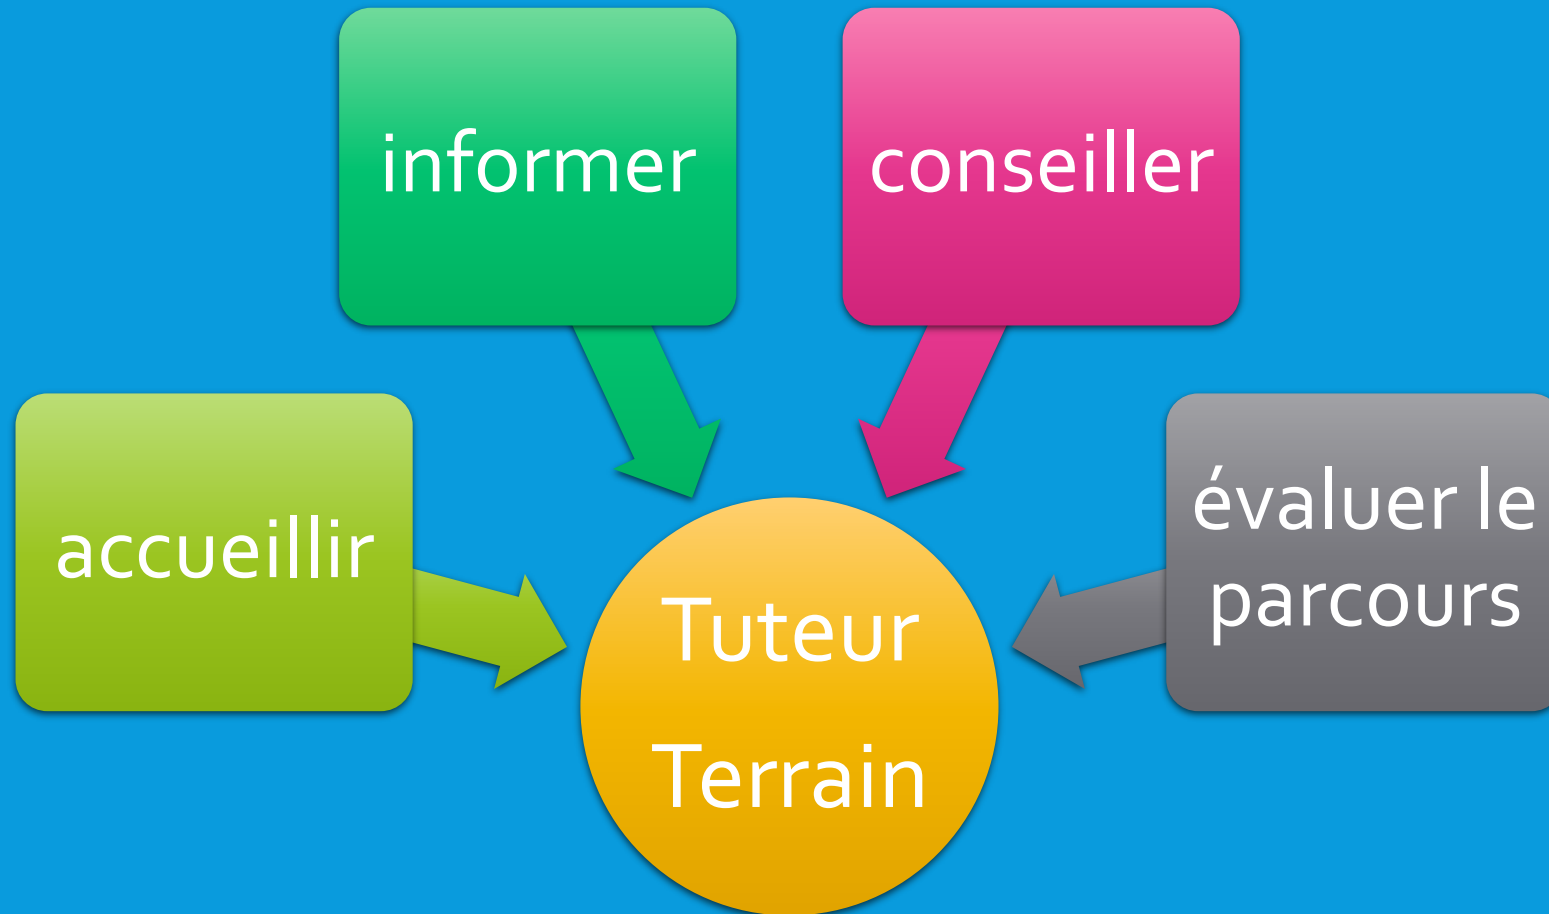 informer
conseiller
accueillir
évaluer le
parcours
Tuteur
Terrain